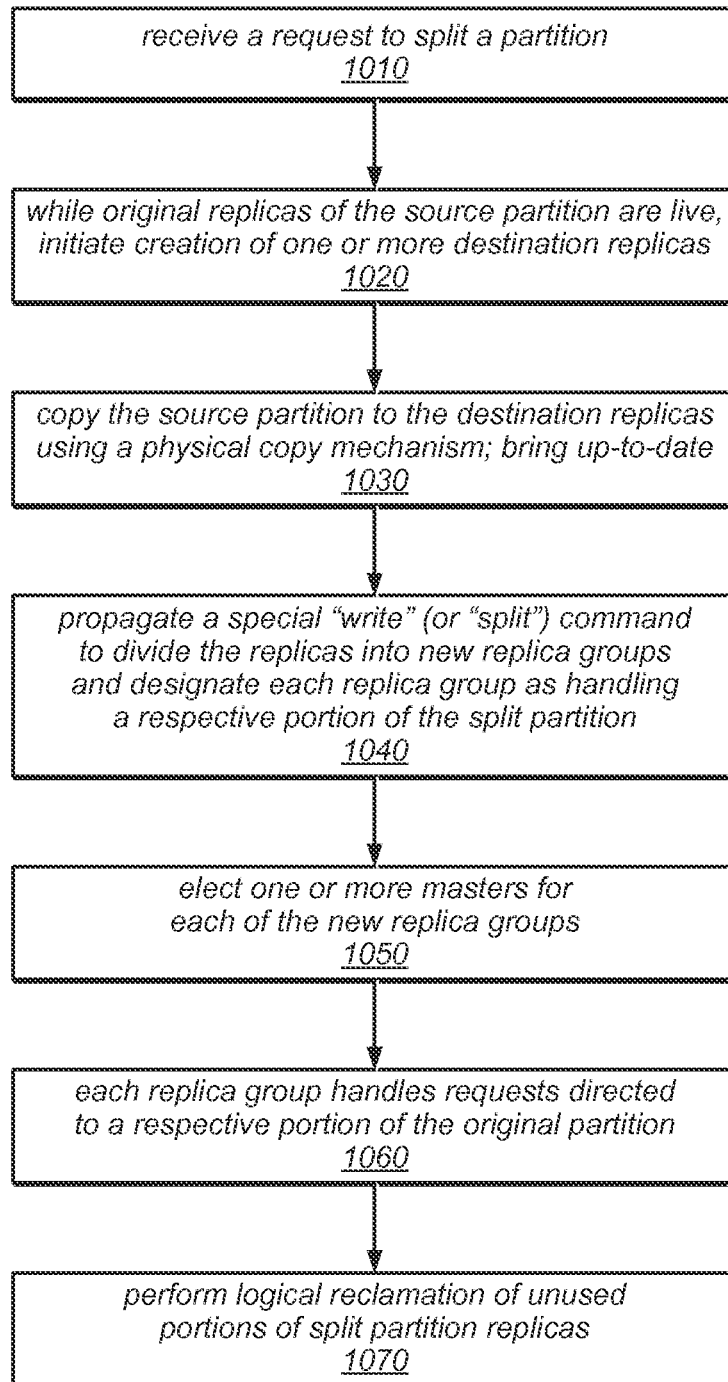 receive a request to split a partition
1010
while original replicas of the source partition are live,
initiate creation of one or more destination replicas
1020
copy the source partition to the destination replicas
using a physical copy mechanism; bring up-to-date
1030
propagate a special “write” (or “split”) command
to divide the replicas into new replica groups
and designate each replica group as handling
a respective portion of the split partition
1040
elect one or more masters for
each of the new replica groups
1050
each replica group handles requests directed
to a respective portion of the original partition
1060
perform logical reclamation of unused
portions of split partition replicas
1070